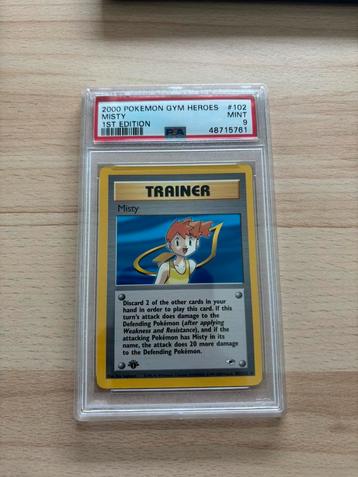 2000 POKEMON GYM HEROES #102
MISTY MINT
1ST EDITION 9
PSA 48715761
TRAINER
Misty
Discard 2 of the other cards in your
hand in order to play this card. If this
turn's attack does damage to the
Defending Pokémon (after applying
Weakness and Resistance), and if the
attacking Pokémon has Misty in its
name, the attack does 20 more damage
to the Defending Pokémon.